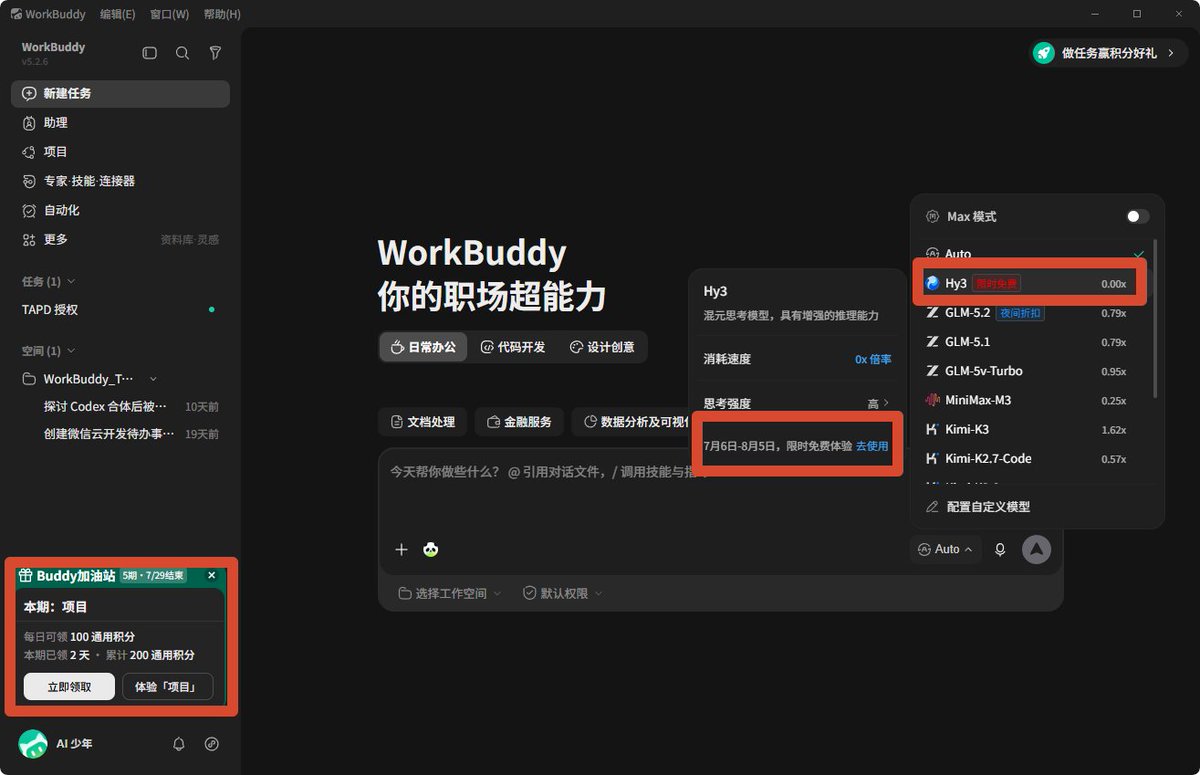 WorkBuddy 编辑(E) 窗口(W) 帮助(H)
WorkBuddy
v5.2.6
新建任务
助理
项目
专家·技能·连接器
自动化
更多 资料库·灵感
任务 (1)
TAPD 授权
空间 (1)
WorkBuddy_T···
探讨 Codex 合体后被··· 10天前
创建微信云开发待办事··· 19天前
Buddy加油站 5期·7/29结束
本期：项目
每日可领 100 通用积分
本期已领 2 天 · 累计 200 通用积分
立即领取 体验「项目」
AI 少年
做任务赢积分好礼
WorkBuddy
你的职场超能力
日常办公 代码开发 设计创意
文档处理 金融服务 数据分析及可视
今天帮你做些什么？ @ 引用对话文件，/ 调用技能与指
Auto
选择工作空间 默认权限
Hy3
混元思考模型，具有增强的推理能力
消耗速度 0x 倍率
思考强度 高
7月6日-8月5日，限时免费体验 去使用
Max 模式
Auto
Hy3 限时免费 0.00x
GLM-5.2 夜间折扣 0.79x
GLM-5.1 0.79x
GLM-5v-Turbo 0.95x
MiniMax-M3 0.25x
Kimi-K3 1.62x
Kimi-K2.7-Code 0.57x
配置自定义模型